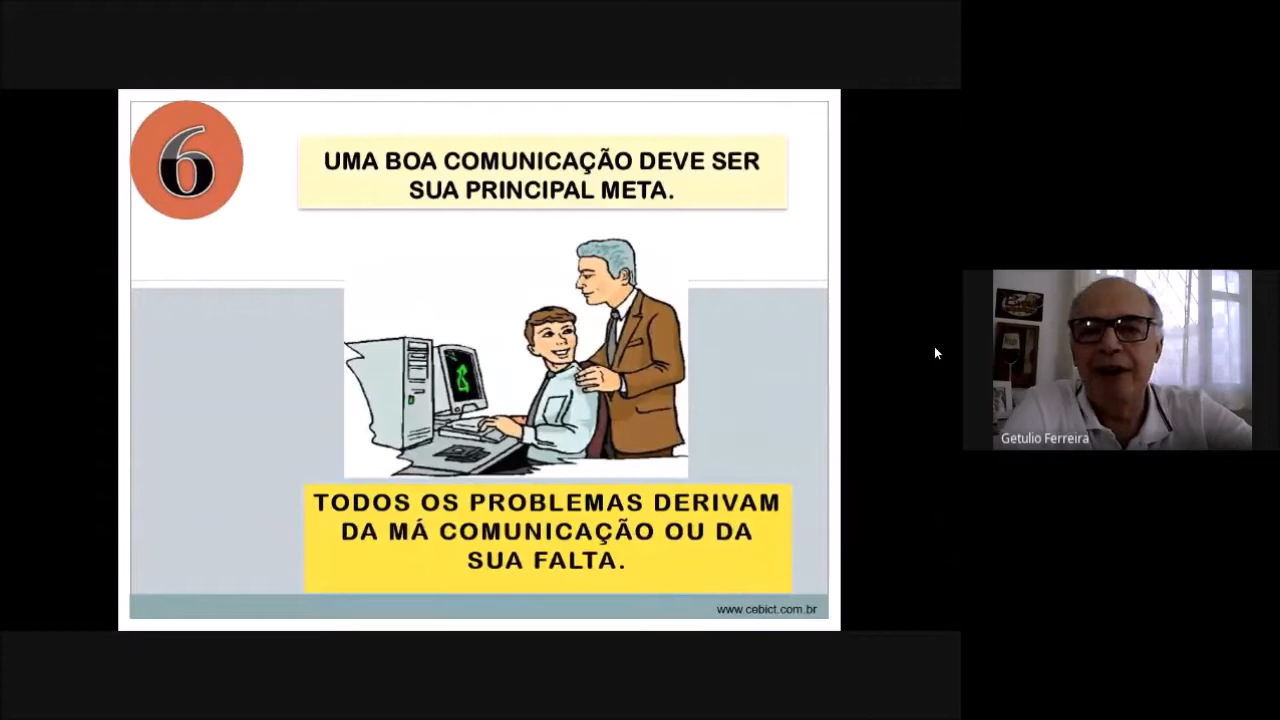 6
UMA BOA COMUNICAÇÃO DEVE SER
SUA PRINCIPAL META.
TODOS OS PROBLEMAS DERIVAM
DA MÁ COMUNICAÇÃO OU DA
SUA FALTA.
www.cebict.com.br
Getulio Ferreira